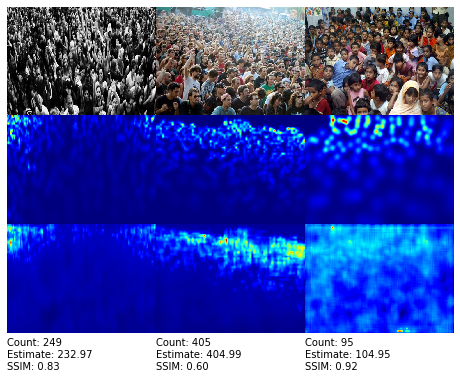 Count: 249
Estimate: 232.97
SSIM: 0.83
Count: 405
Estimate: 404.99
SSIM: 0.60
Count: 95
Estimate: 104.95
SSIM: 0.92